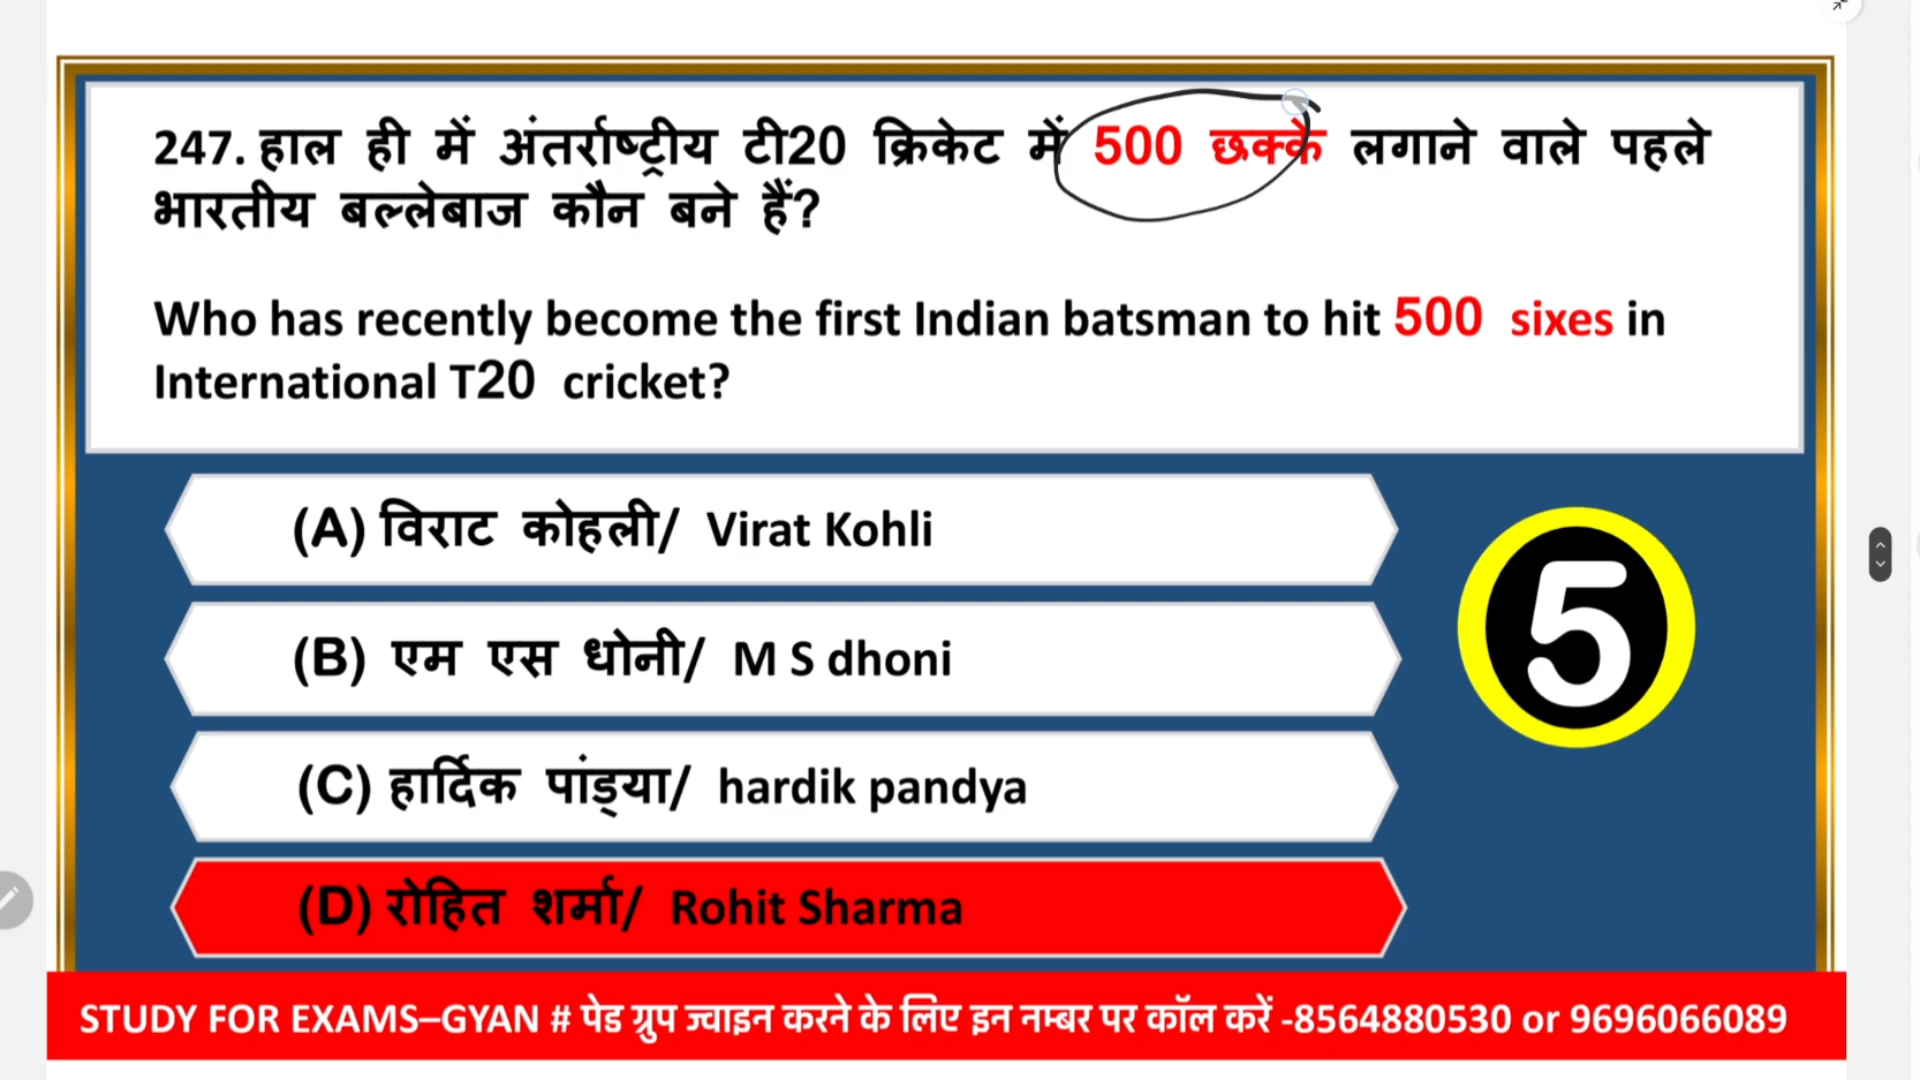 247. हाल ही में अंतर्राष्ट्रीय टी20 क्रिकेट में 500 छक्के लगाने वाले पहले
भारतीय बल्लेबाज कौन बने हैं?
Who has recently become the first Indian batsman to hit 500 sixes in
International T20 cricket?
(A) विराट कोहली/ Virat Kohli
(B) एम एस धोनी/ M S dhoni
(C) हार्दिक पांड्या/ hardik pandya
(D) रोहित शर्मा/ Rohit Sharma
5
STUDY FOR EXAMS–GYAN # पेड ग्रुप ज्वाइन करने के लिए इन नम्बर पर कॉल करें -8564880530 or 9696066089